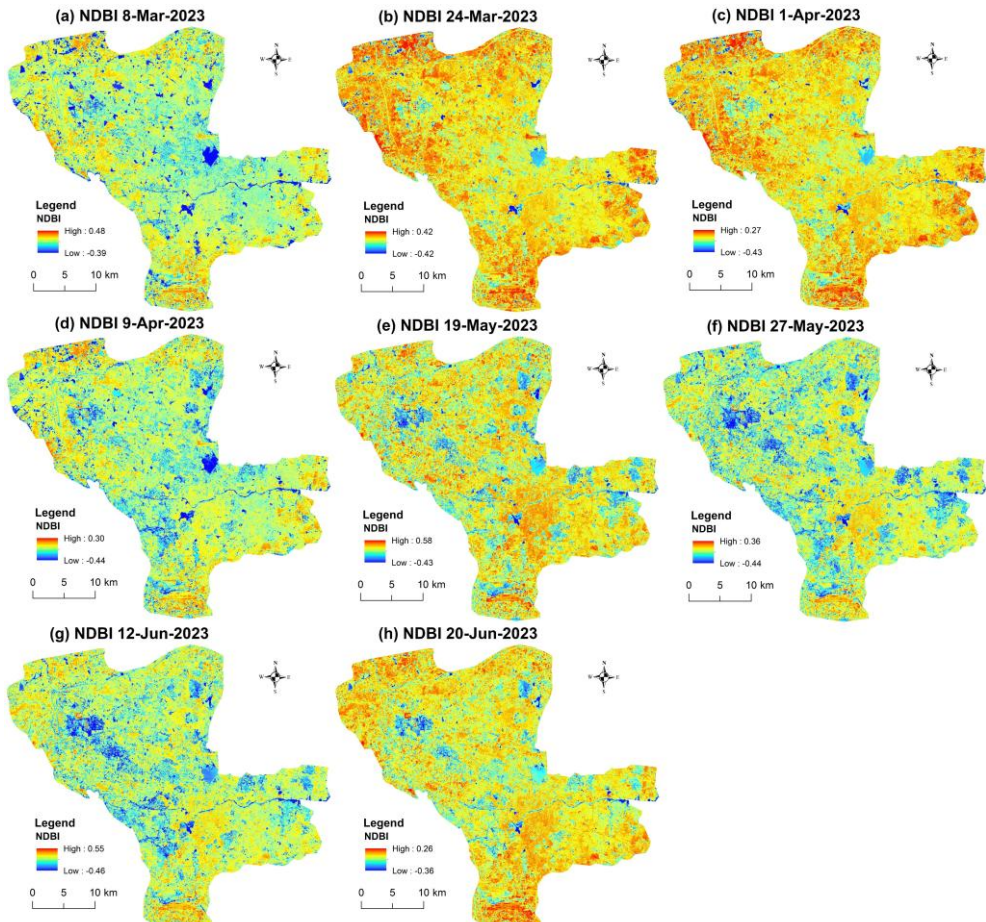 (a) NDBI 8-Mar-2023
N
W E
S
Legend
NDBI
High : 0.48
Low : -0.39
0 5 10 km
(b) NDBI 24-Mar-2023
N
W E
S
Legend
NDBI
High : 0.42
Low : -0.42
0 5 10 km
(c) NDBI 1-Apr-2023
N
W E
S
Legend
NDBI
High : 0.27
Low : -0.43
0 5 10 km
(d) NDBI 9-Apr-2023
N
W E
S
Legend
NDBI
High : 0.30
Low : -0.44
0 5 10 km
(e) NDBI 19-May-2023
N
W E
S
Legend
NDBI
High : 0.58
Low : -0.43
0 5 10 km
(f) NDBI 27-May-2023
N
W E
S
Legend
NDBI
High : 0.36
Low : -0.44
0 5 10 km
(g) NDBI 12-Jun-2023
N
W E
S
Legend
NDBI
High : 0.55
Low : -0.46
0 5 10 km
(h) NDBI 20-Jun-2023
N
W E
S
Legend
NDBI
High : 0.26
Low : -0.36
0 5 10 km